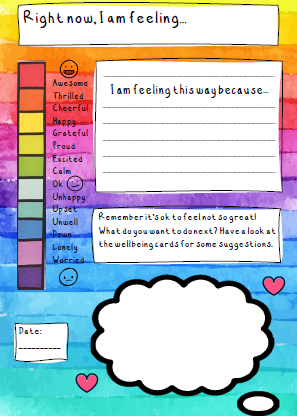 Right now, I am feeling...
I am feeling this way because...
Awesome
Thrilled
Cheerful
Happy
Grateful
Proud
Excited
Calm
Ok
Unhappy
Upset
Unwell
Down
Lonely
Worried
Remember it's ok to feel not so great!
What do you want to do next? Have a look at
the wellbeing cards for some suggestions.
Date:
__________